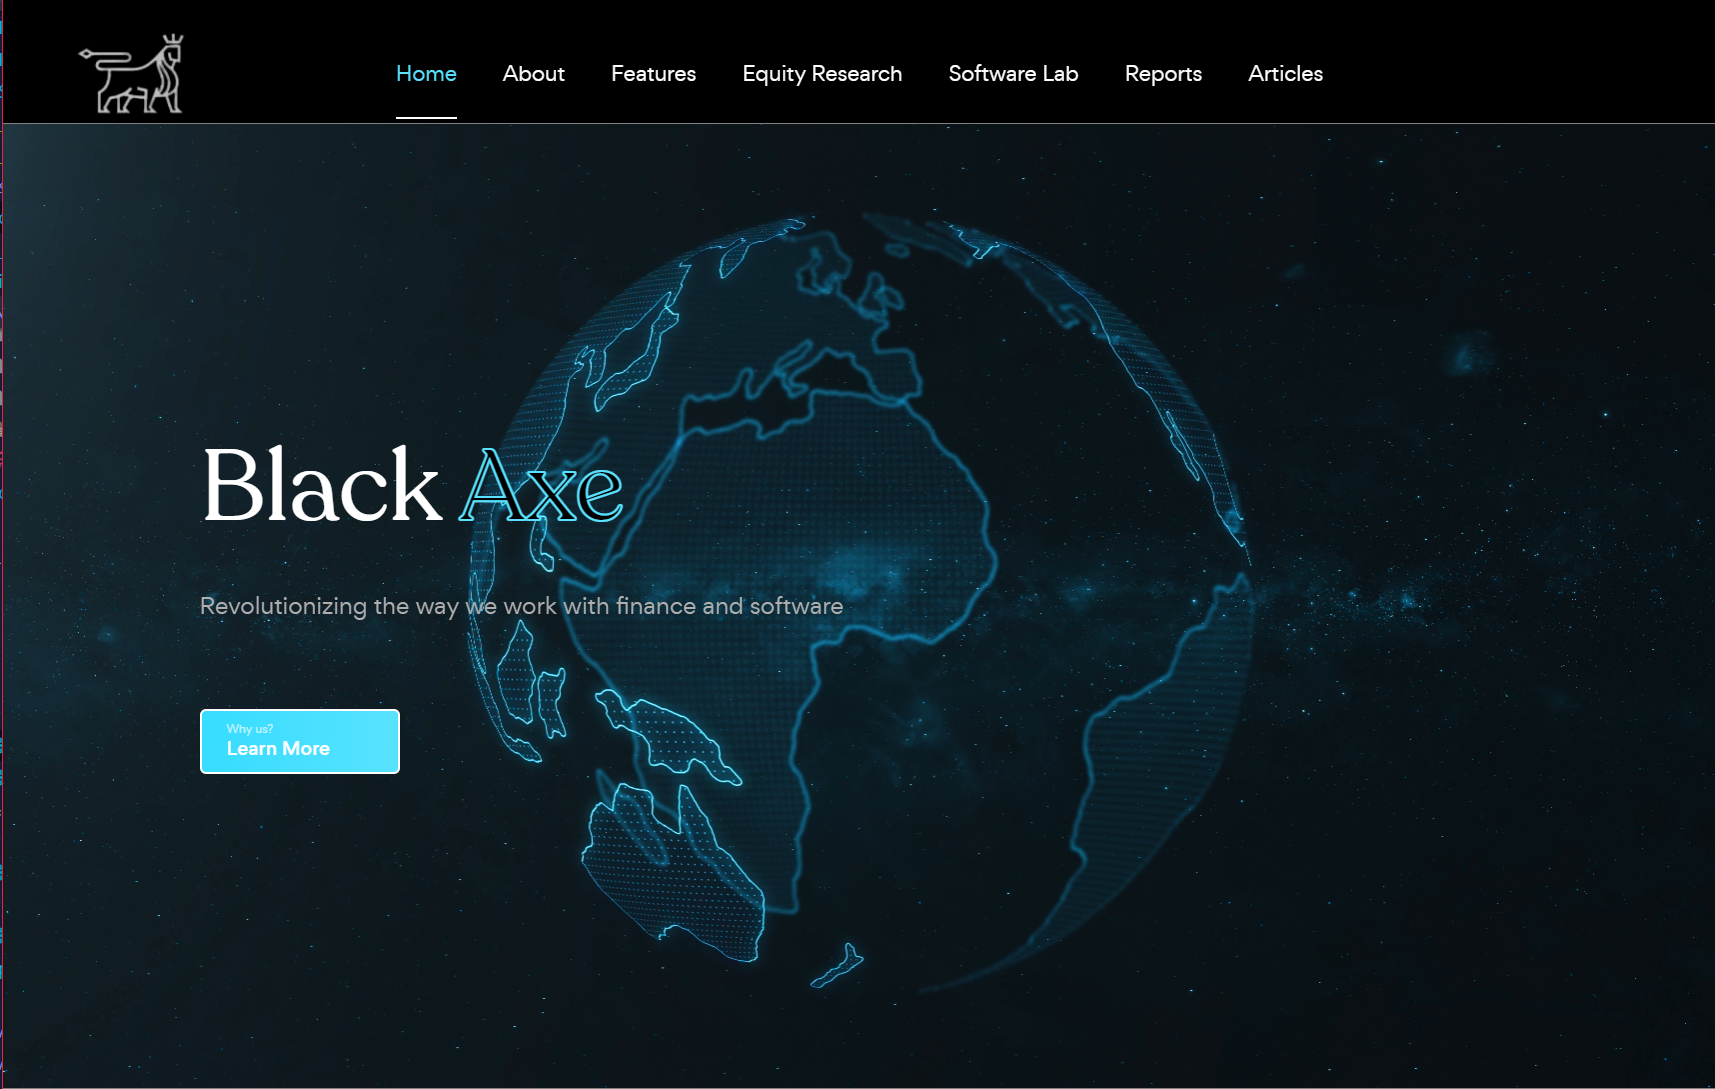 Home About Features Equity Research Software Lab Reports Articles
Black Axe
Revolutionizing the way we work with finance and software
Why us?
Learn More